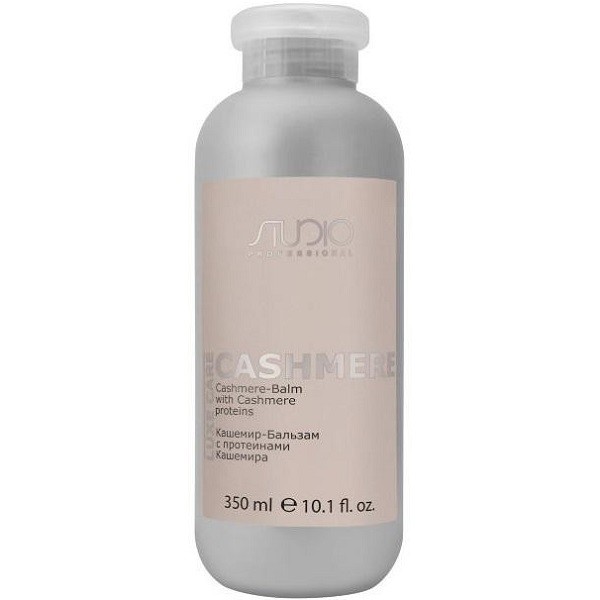 STUDIO
PROFESSIONAL
LUXE CARE
CASHMERE
Cashmere-Balm
with Cashmere
proteins
Кашемир-Бальзам
с протеинами
Кашемира
350 ml ℮ 10.1 fl. oz.